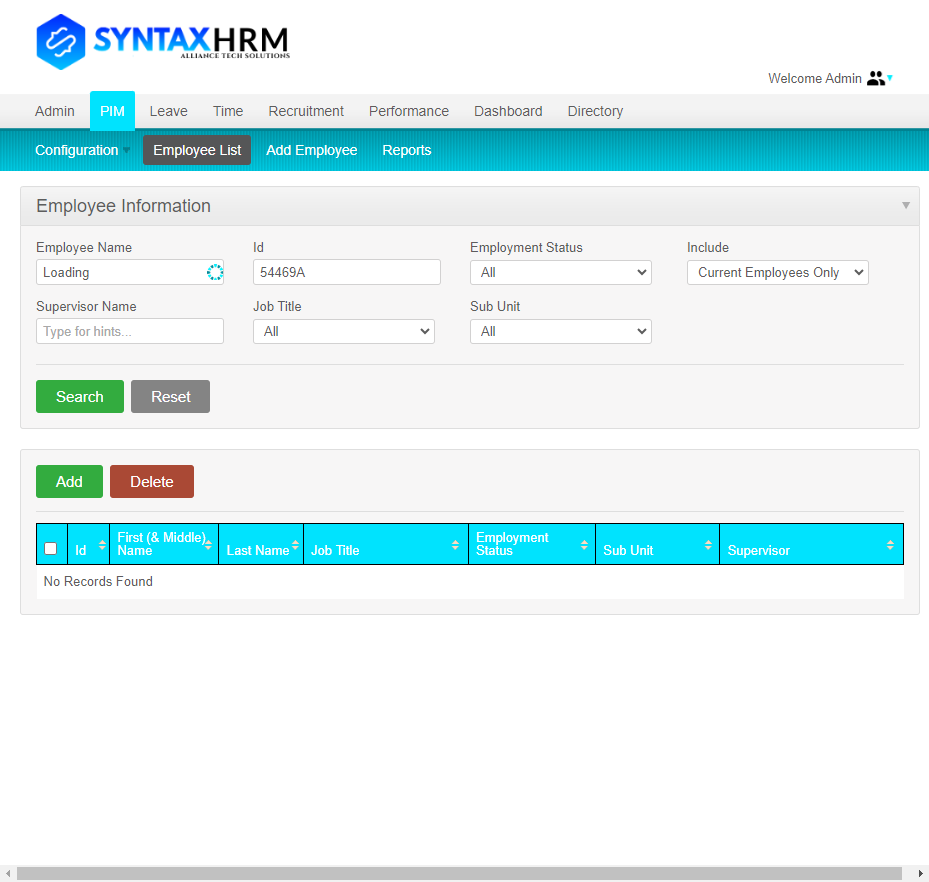 SYNTAXHRM
ALLIANCE TECH SOLUTIONS
Welcome Admin
Admin PIM Leave Time Recruitment Performance Dashboard Directory
Configuration Employee List Add Employee Reports
Employee Information
Employee Name Id Employment Status Include
Loading 54469A All Current Employees Only
Supervisor Name Job Title Sub Unit
Type for hints... All All
Search Reset
Add Delete
Id First (& Middle) Name Last Name Job Title Employment Status Sub Unit Supervisor
No Records Found